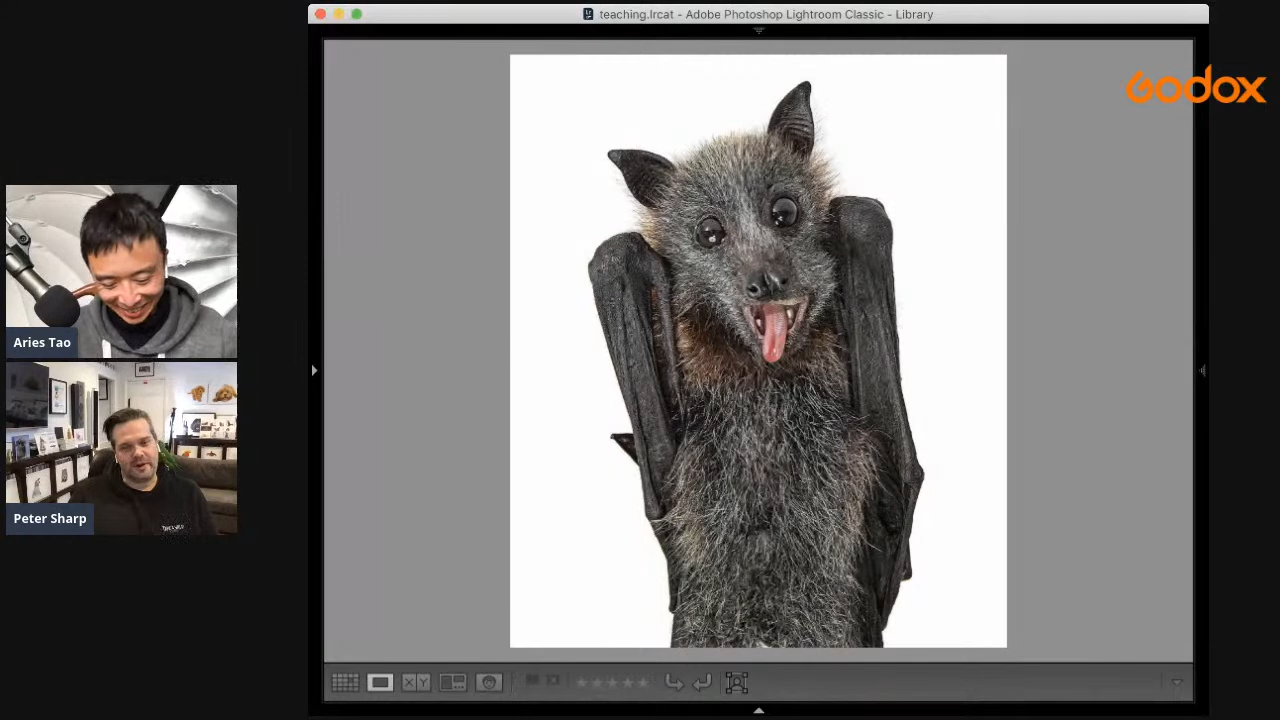 teaching.lrcat - Adobe Photoshop Lightroom Classic - Library
Godox
Aries Tao
Peter Sharp
X Y